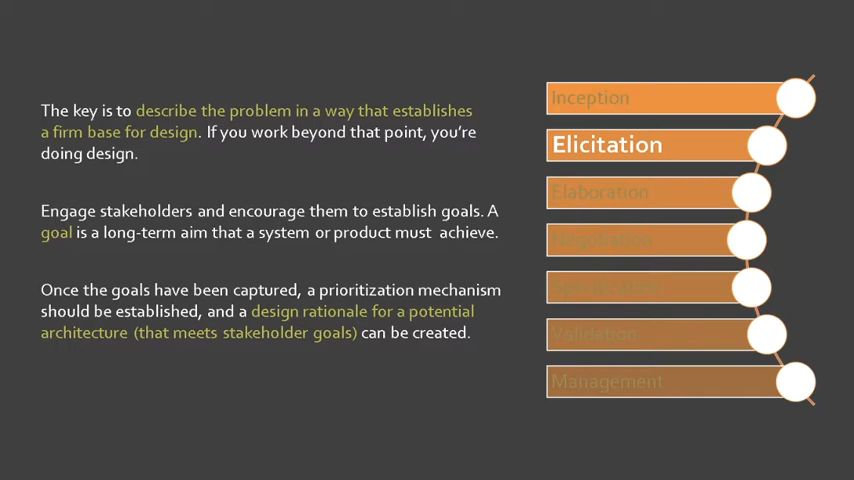 The key is to describe the problem in a way that establishes
a firm base for design. If you work beyond that point, you're
doing design.
Engage stakeholders and encourage them to establish goals. A
goal is a long-term aim that a system or product must achieve.
Once the goals have been captured, a prioritization mechanism
should be established, and a design rationale for a potential
architecture (that meets stakeholder goals) can be created.
Inception
Elicitation
Elaboration
Negotiation
Specification
Validation
Management